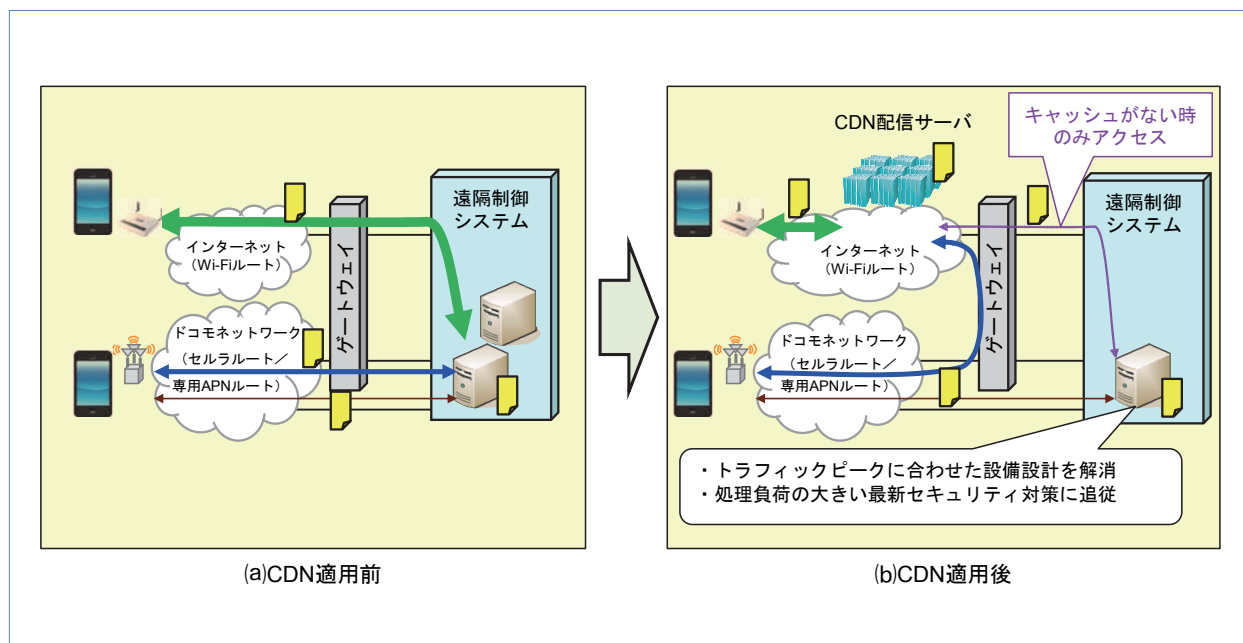 遠隔制御
システム
インターネット
(Wi-Fiルート)
ゲートウェイ
ドコモネットワーク
(セルラルート/
専用APNルート)
(a)CDN適用前
CDN配信サーバ
キャッシュがない時
のみアクセス
遠隔制御
システム
インターネット
(Wi-Fiルート)
ゲートウェイ
ドコモネットワーク
(セルラルート/
専用APNルート)
・トラフィックピークに合わせた設備設計を解消
・処理負荷の大きい最新セキュリティ対策に追従
(b)CDN適用後